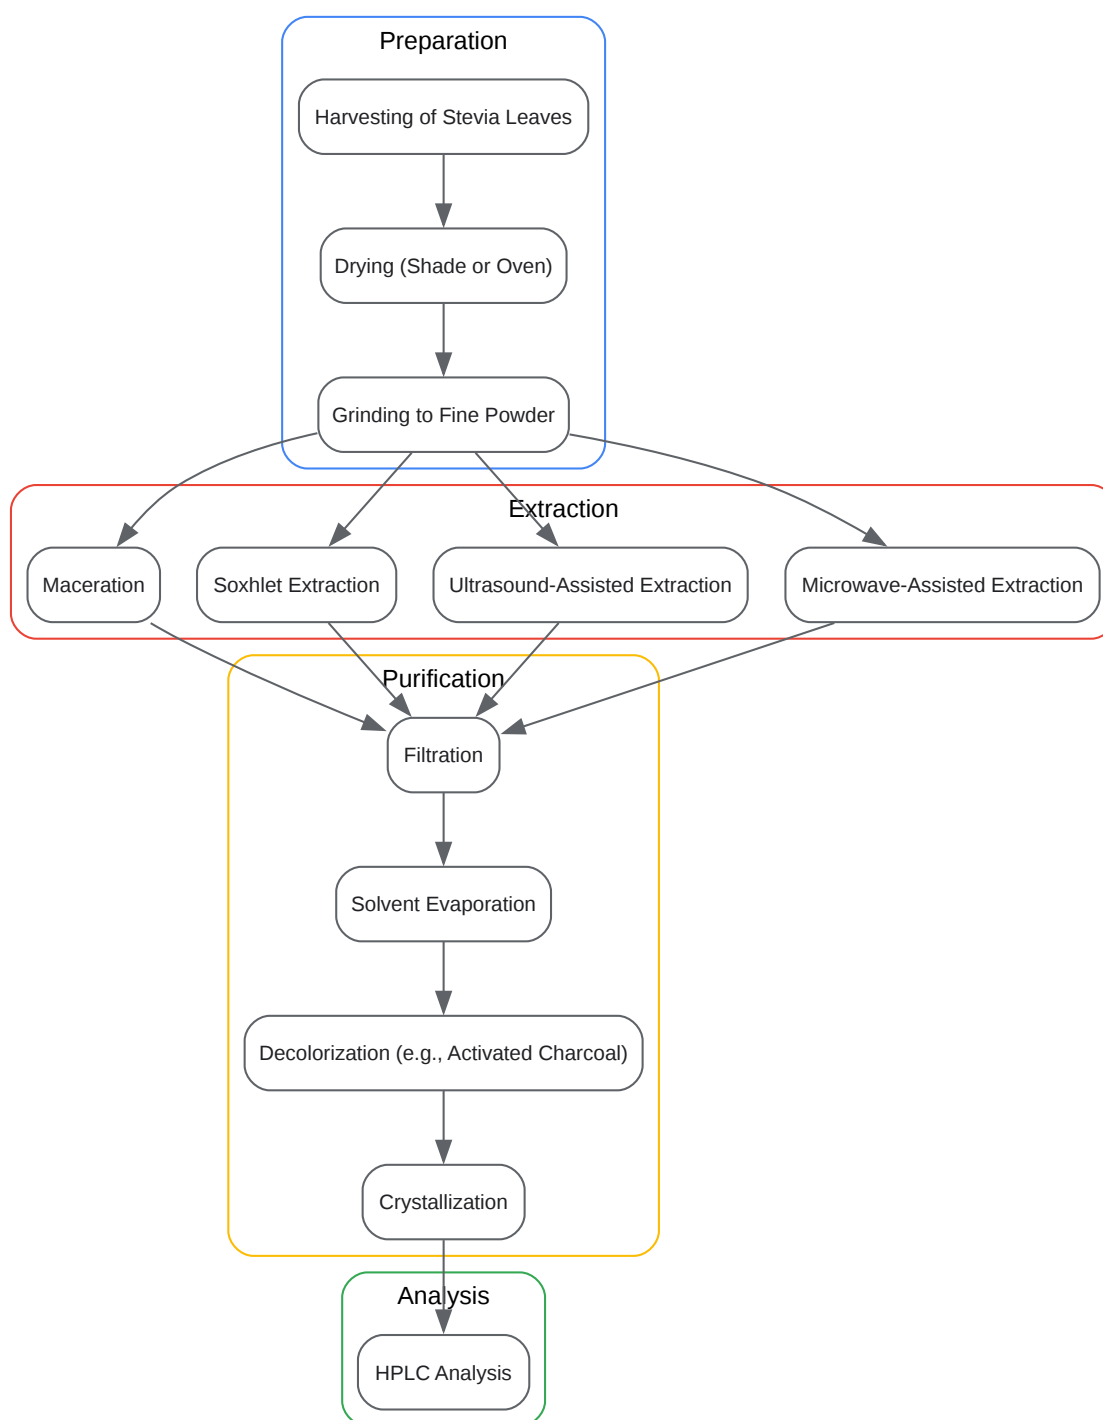 Preparation
Harvesting of Stevia Leaves
Drying (Shade or Oven)
Grinding to Fine Powder
Extraction
Maceration
Soxhlet Extraction
Ultrasound-Assisted Extraction
Microwave-Assisted Extraction
Purification
Filtration
Solvent Evaporation
Decolorization (e.g., Activated Charcoal)
Crystallization
Analysis
HPLC Analysis